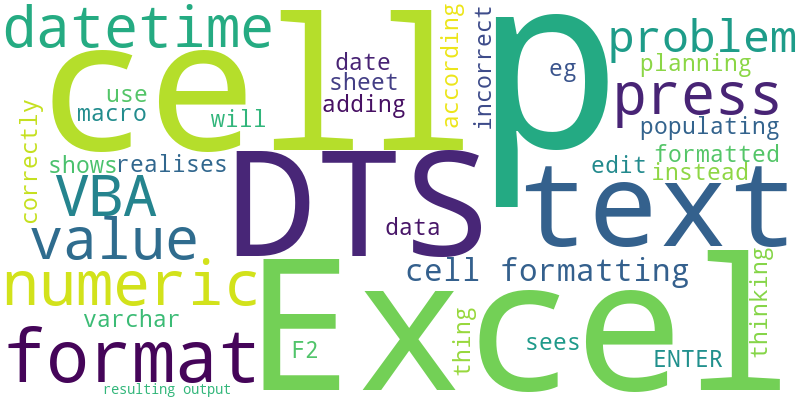 datetime
cell
p
problem
date
sheet
adding
according
incorrect
eg
planning
press
use
macro
will
populating
correctly
shows
realises
DTS
text
edit
formatted
instead
VBA
value
data
numeric
cell formatting
Excel
thinking
varchar
format
F2
thing
sees
ENTER
resulting output